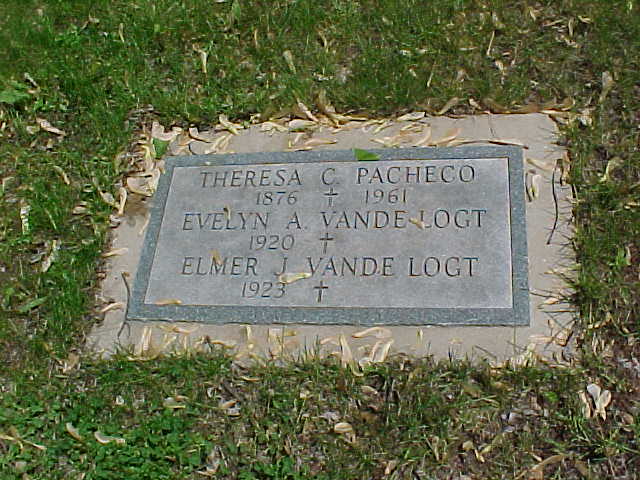 THERESA C. PACHECO
1876 ✝ 1961
EVELYN A. VANDE LOGT
1920 ✝
ELMER J. VANDE LOGT
1923 ✝